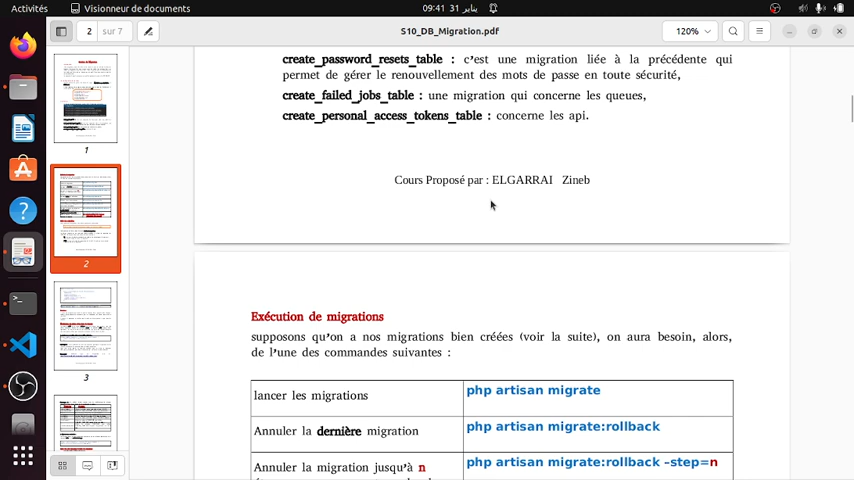 Activités
Visionneur de documents
09:41 31 يناير
2
sur 7
S10_DB_Migration.pdf
120%
create_password_resets_table : c'est une migration liée à la précédente qui
permet de gérer le renouvellement des mots de passe en toute sécurité,
create_failed_jobs_table : une migration qui concerne les queues,
create_personal_access_tokens_table : concerne les api.
Cours Proposé par : ELGARRAI Zineb
1
2
3
Exécution de migrations
supposons qu'on a nos migrations bien créées (voir la suite), on aura besoin, alors,
de l'une des commandes suivantes :
lancer les migrations
php artisan migrate
Annuler la dernière migration
php artisan migrate:rollback
Annuler la migration jusqu'à n
php artisan migrate:rollback –step=n